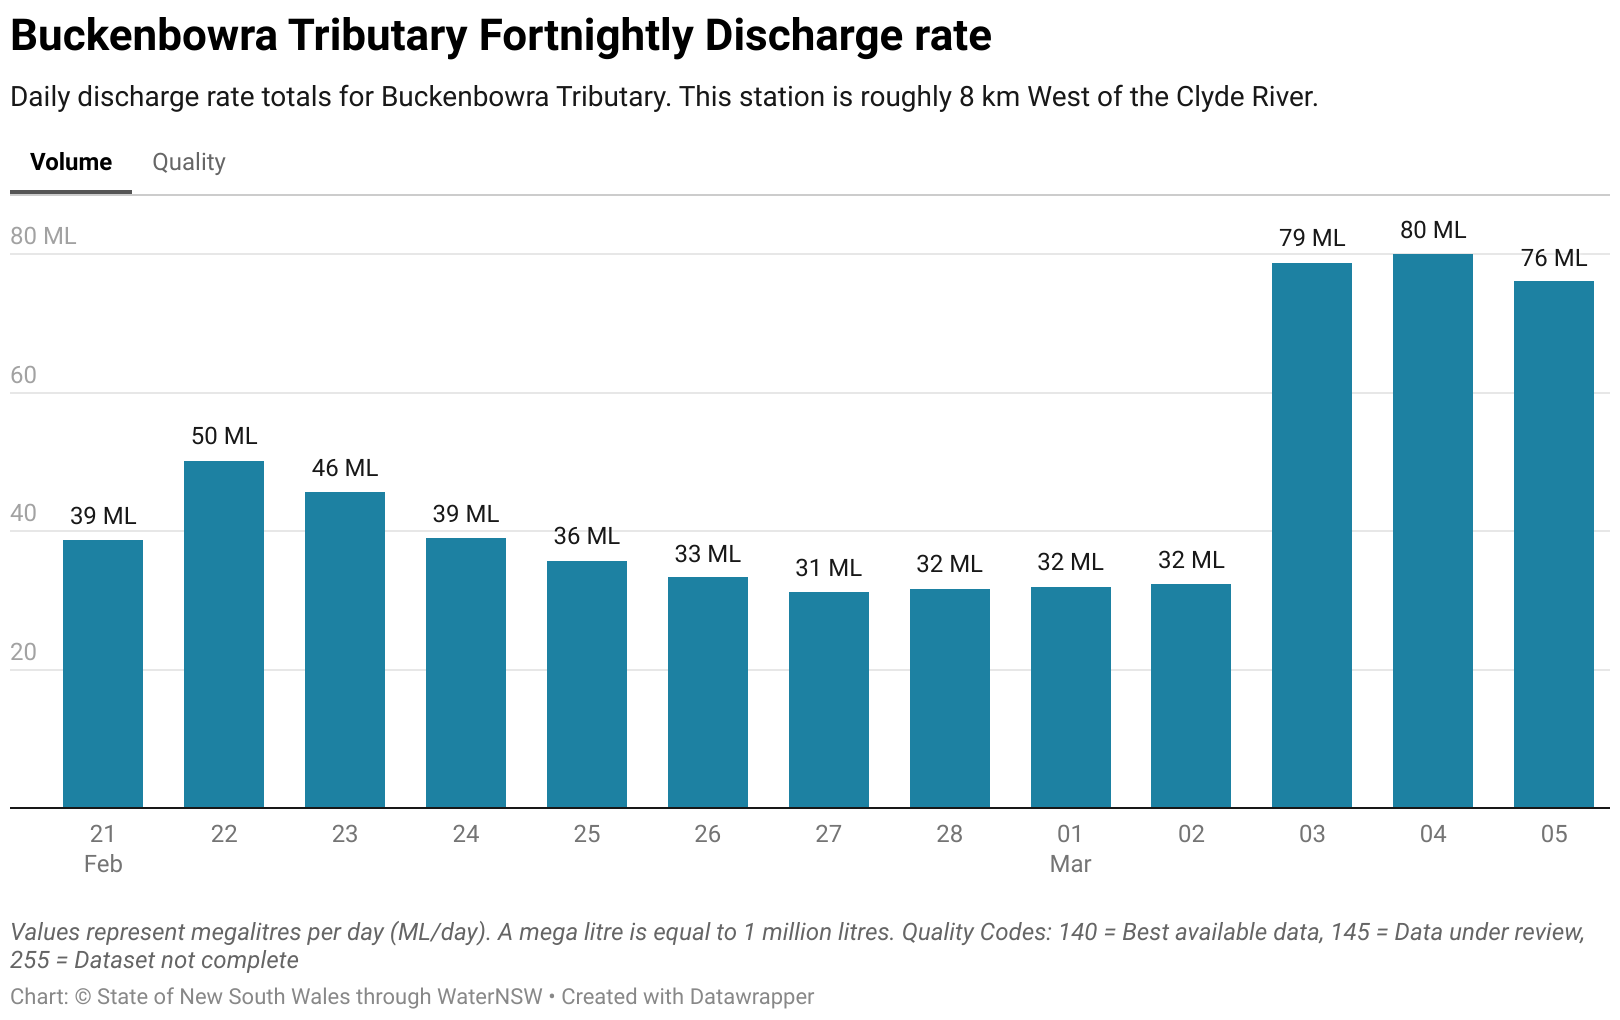 Buckenbowra Tributary Fortnightly Discharge rate
Daily discharge rate totals for Buckenbowra Tributary. This station is roughly 8 km West of the Clyde River.
Volume Quality
80 ML
60
40
20
39 ML
50 ML
46 ML
39 ML
36 ML
33 ML
31 ML
32 ML
32 ML
32 ML
79 ML
80 ML
76 ML
21 22 23 24 25 26 27 28 01 02 03 04 05
Feb Mar
Values represent megalitres per day (ML/day). A mega litre is equal to 1 million litres. Quality Codes: 140 = Best available data, 145 = Data under review,
255 = Dataset not complete
Chart: © State of New South Wales through WaterNSW • Created with Datawrapper